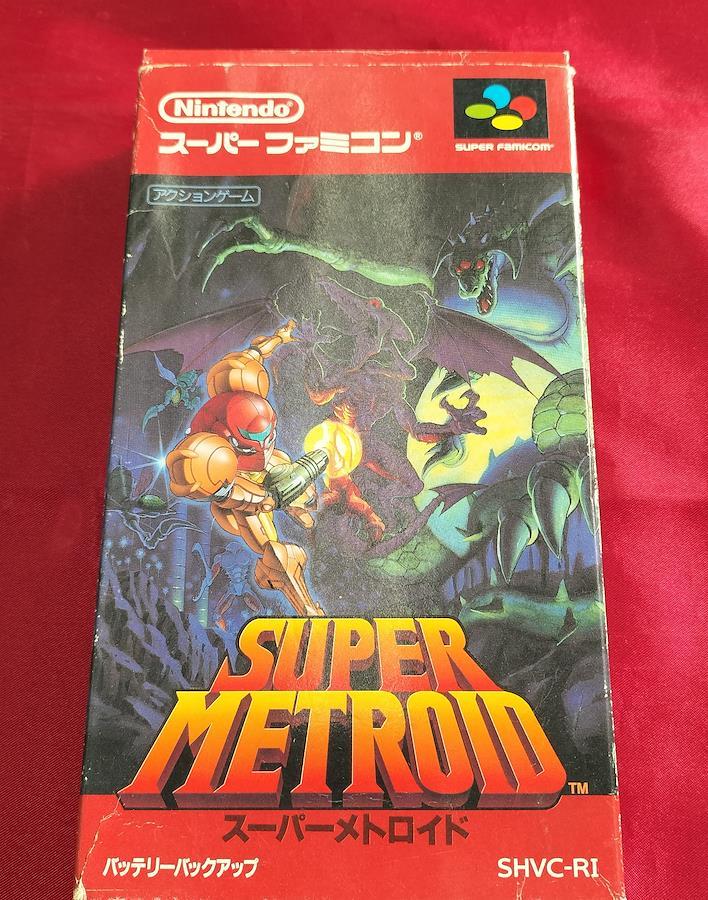 Nintendo®
スーパーファミコン®
SUPER FAMICOM®
アクションゲーム
SUPER
METROID™
スーパーメトロイド
バッテリーバックアップ
SHVC-RI